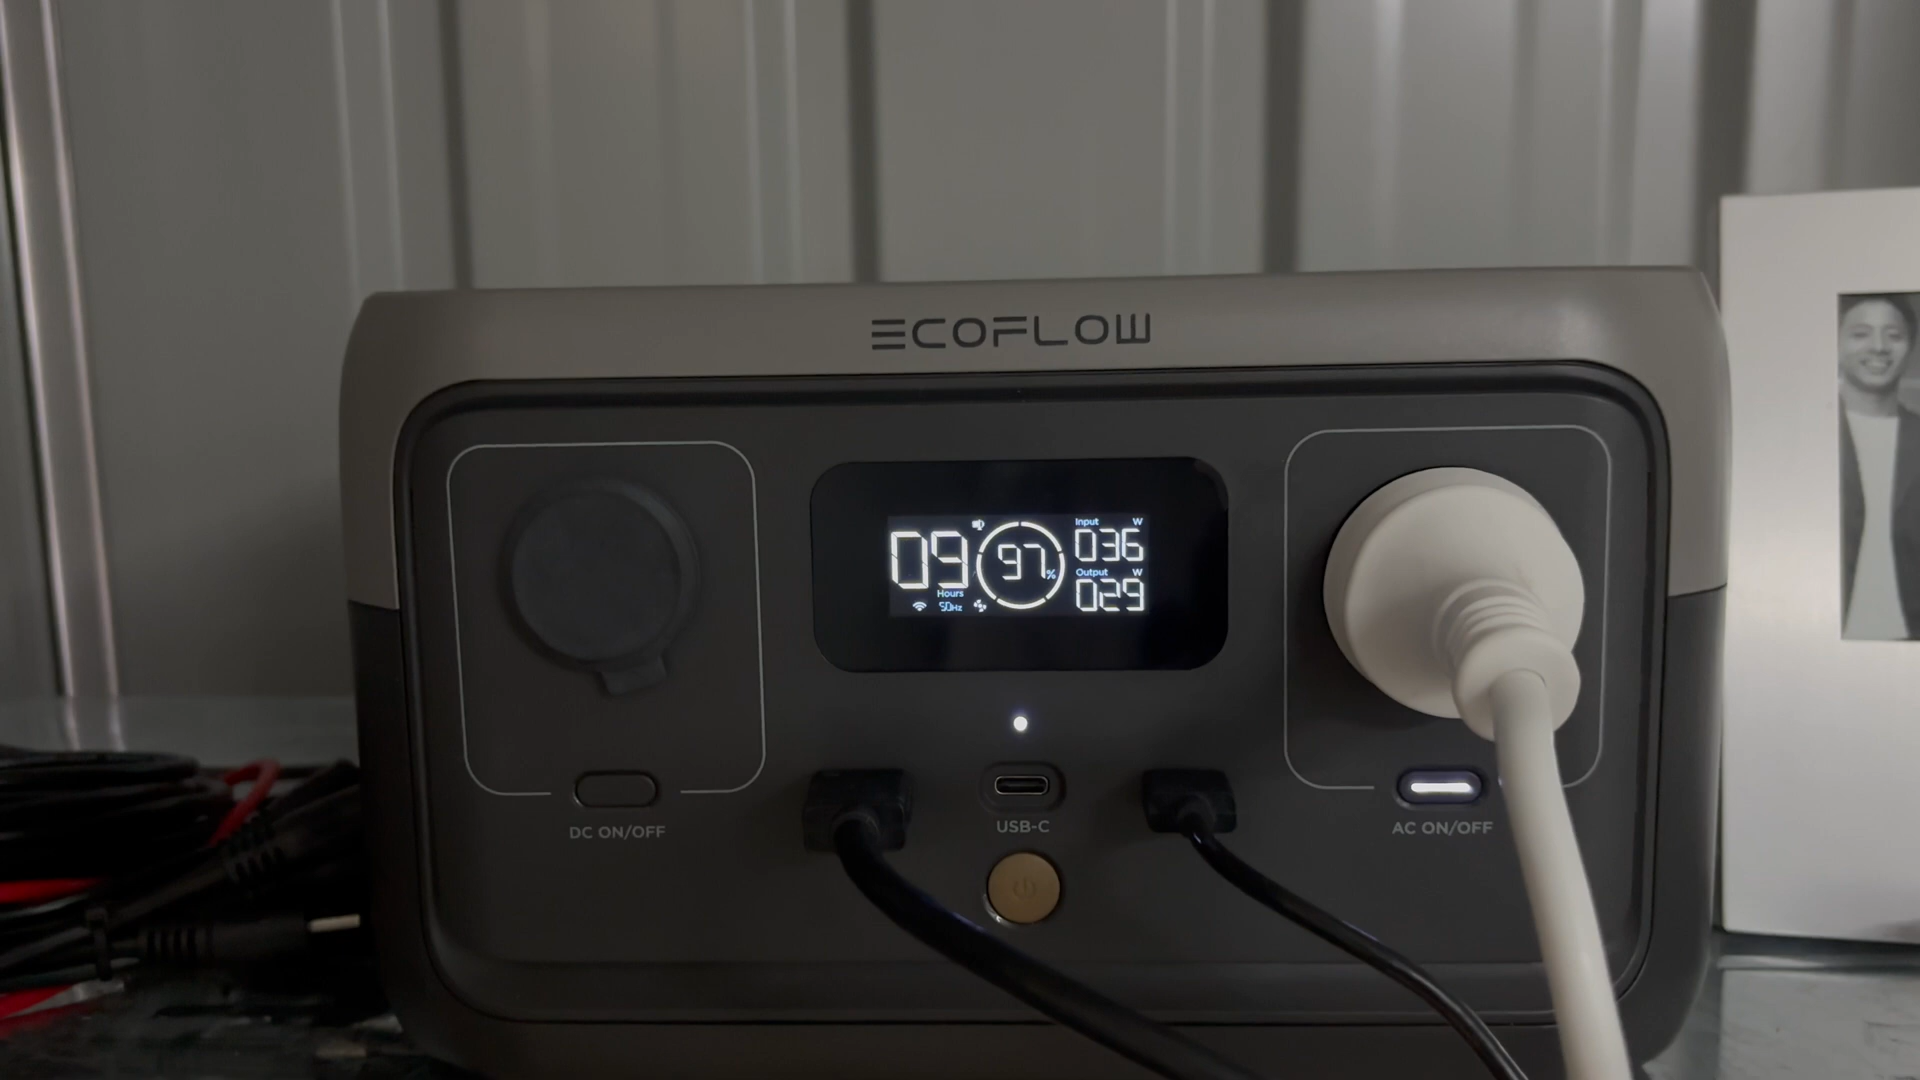 ECOFLOW
09 Hours
50Hz
97%
Input W
036
Output W
029
DC ON/OFF
USB-C
AC ON/OFF